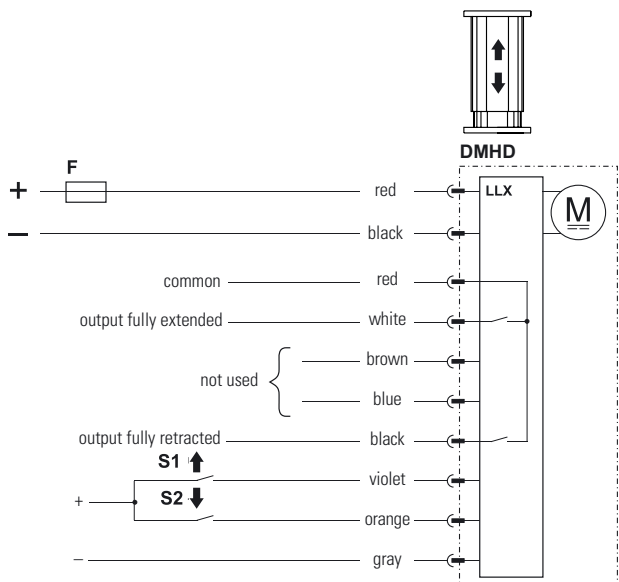 DMHD
F
+ red LLX
M
− black
common red
output fully extended white
brown
not used
blue
output fully retracted black
S1 violet
+ S2
orange
− gray